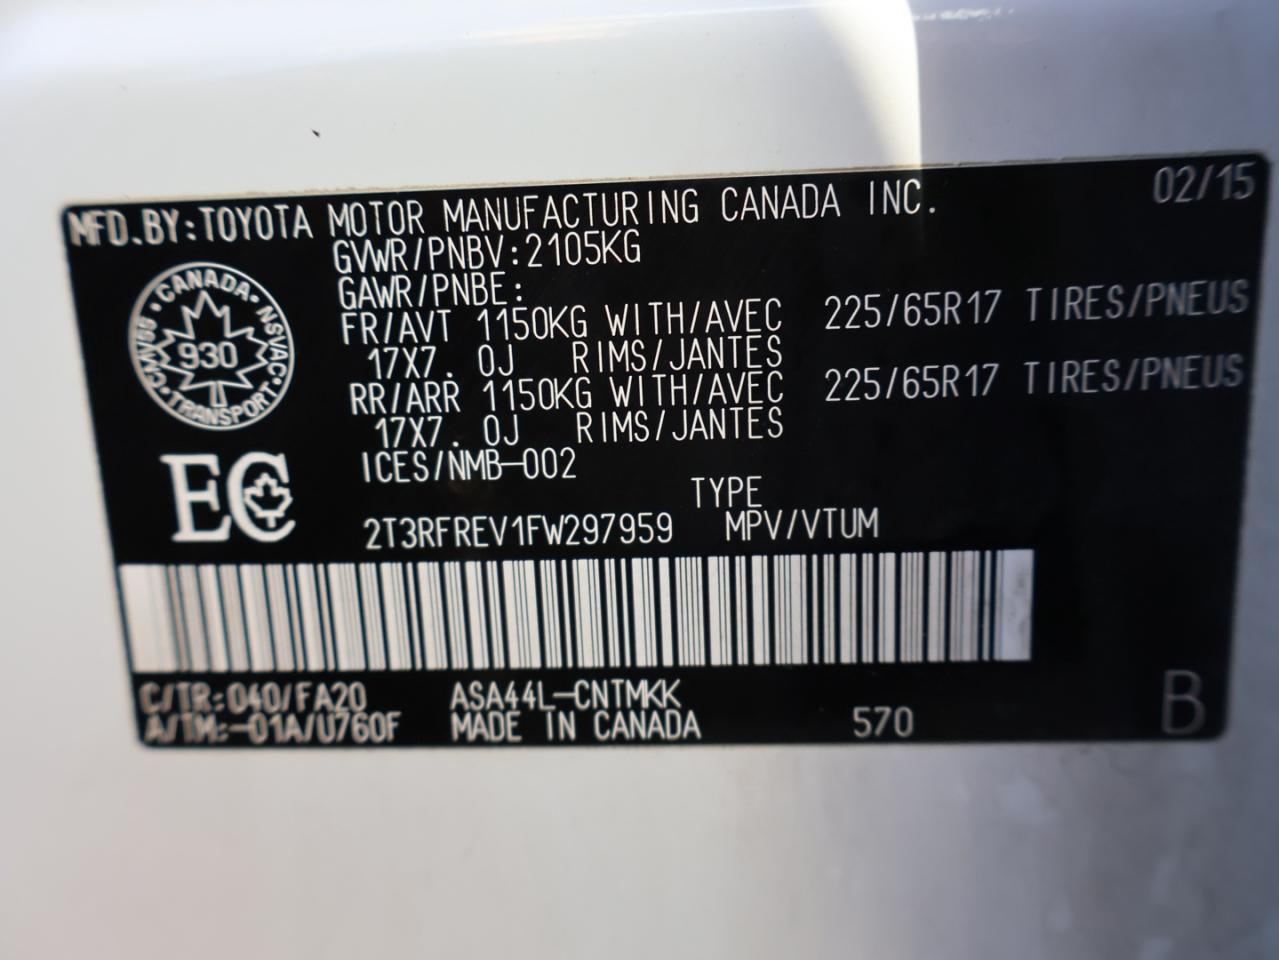 MFD.BY:TOYOTA MOTOR MANUFACTURING CANADA INC. 02/15
GVWR/PNBV:2105KG
GAWR/PNBE:
FR/AVT 1150KG WITH/AVEC 225/65R17 TIRES/PNEUS
17X7.0J RIMS/JANTES
RR/ARR 1150KG WITH/AVEC 225/65R17 TIRES/PNEUS
17X7.0J RIMS/JANTES
ICES/NMB-002
CANADA
CMVSS 930 NSVAC
TRANSPORT
EC
TYPE
2T3RFREV1FW297959 MPV/VTUM
C/TR:040/FA20 ASA44L-CNTMKK
A/TM:-01A/U760F MADE IN CANADA 570 B